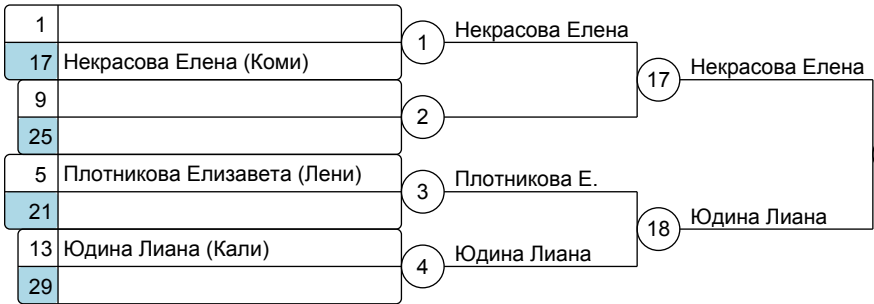 1
Некрасова Елена
1
17 Некрасова Елена (Коми)
Некрасова Елена
17
9
2
25
5 Плотникова Елизавета (Лени)
Плотникова Е.
3
21
Юдина Лиана
18
13 Юдина Лиана (Кали)
Юдина Лиана
4
29